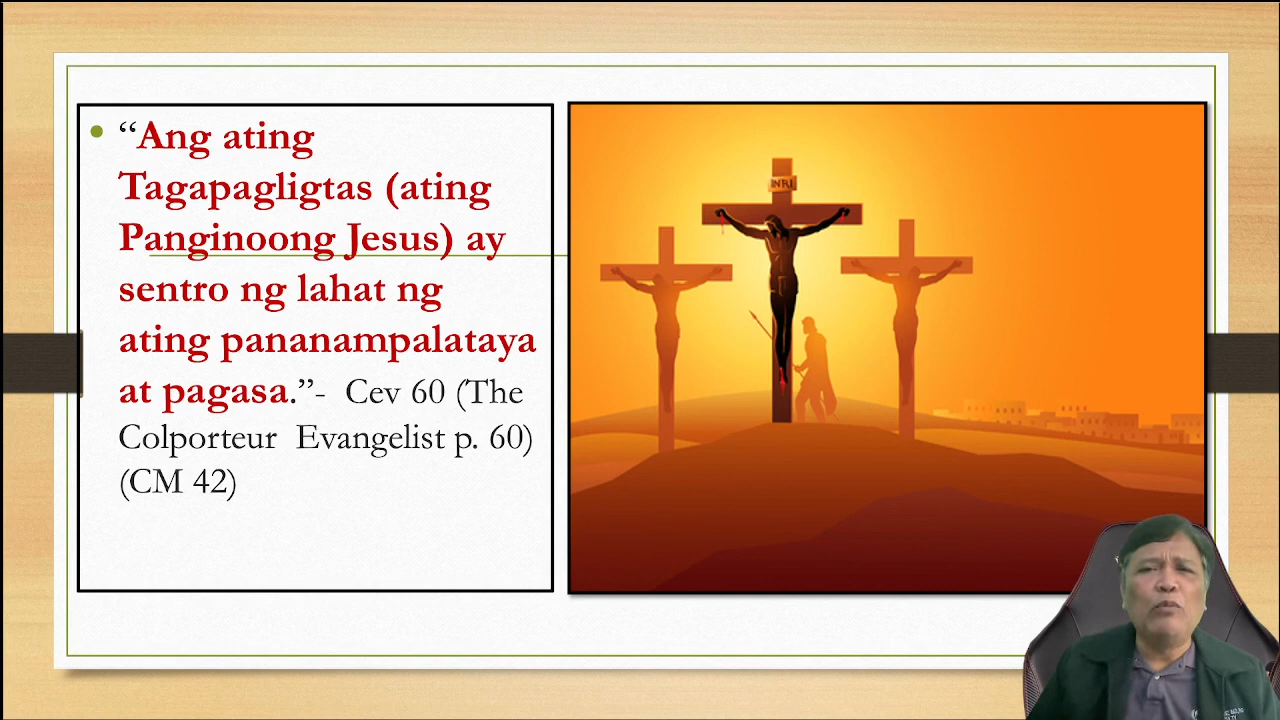 “Ang ating
Tagapagligtas (ating
Panginoong Jesus) ay
sentro ng lahat ng
ating pananampalataya
at pagasa.”- Cev 60 (The
Colporteur Evangelist p. 60)
(CM 42)
INRI